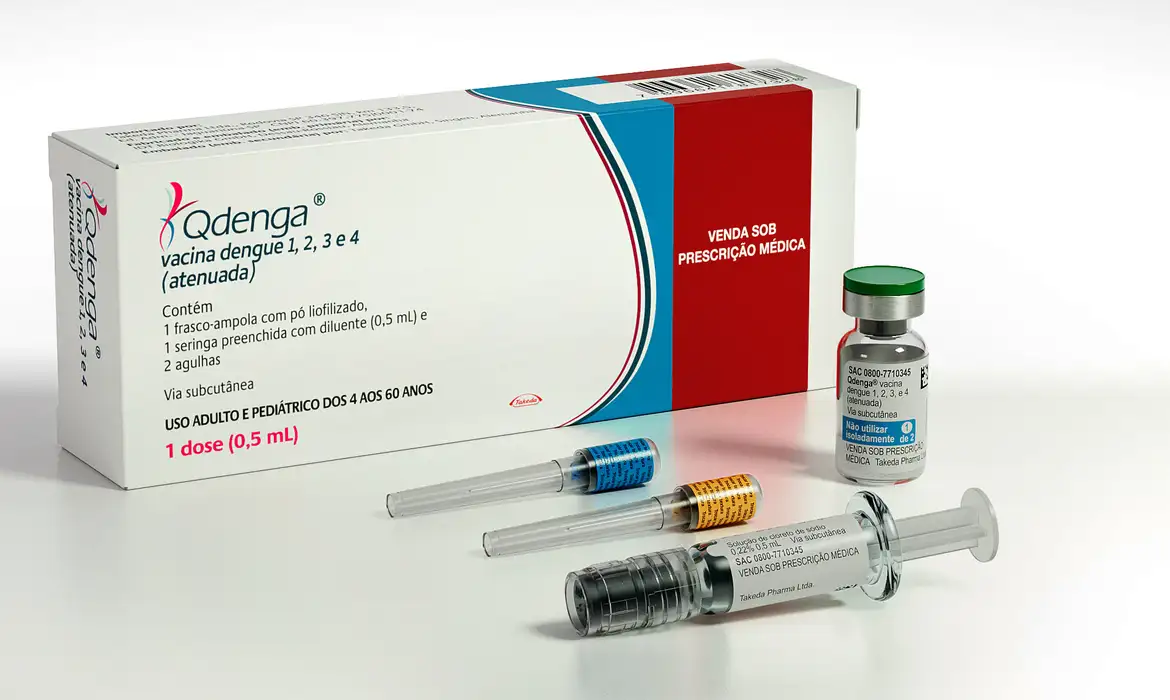 Importado por:
Qdenga®
vacina dengue 1, 2, 3 e 4
(atenuada)
Contém
1 frasco-ampola com pó liofilizado,
1 seringa preenchida com diluente (0,5 mL) e
2 agulhas
Via subcutânea
USO ADULTO E PEDIÁTRICO DOS 4 AOS 60 ANOS
1 dose (0,5 mL)
Takeda
VENDA SOB
PRESCRIÇÃO MÉDICA
Qdenga®
vacina dengue 1, 2, 3 e 4
(atenuada)
SAC 0800-7710345
Qdenga® vacina
dengue 1, 2, 3, e 4
(atenuada)
Via subcutânea
Não utilizar
isoladamente
1
de 2
VENDA SOB PRESCRIÇÃO
MÉDICA Takeda Pharma
Solução de cloreto de sódio
0,22% 0,5 mL Via subcutânea
SAC 0800-7710345
VENDA SOB PRESCRIÇÃO MÉDICA
Takeda Pharma Ltda.